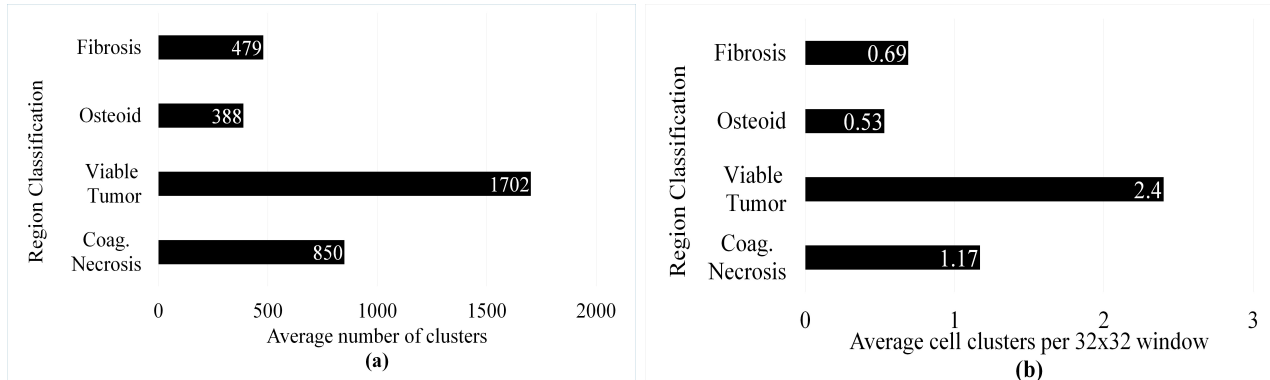 Region Classification
Fibrosis
479
Osteoid
388
Viable
Tumor
1702
Coag.
Necrosis
850
0 500 1000 1500 2000
Average number of clusters
(a)
Region Classification
Fibrosis
0.69
Osteoid
0.53
Viable
Tumor
2.4
Coag.
Necrosis
1.17
0 1 2 3
Average cell clusters per 32x32 window
(b)